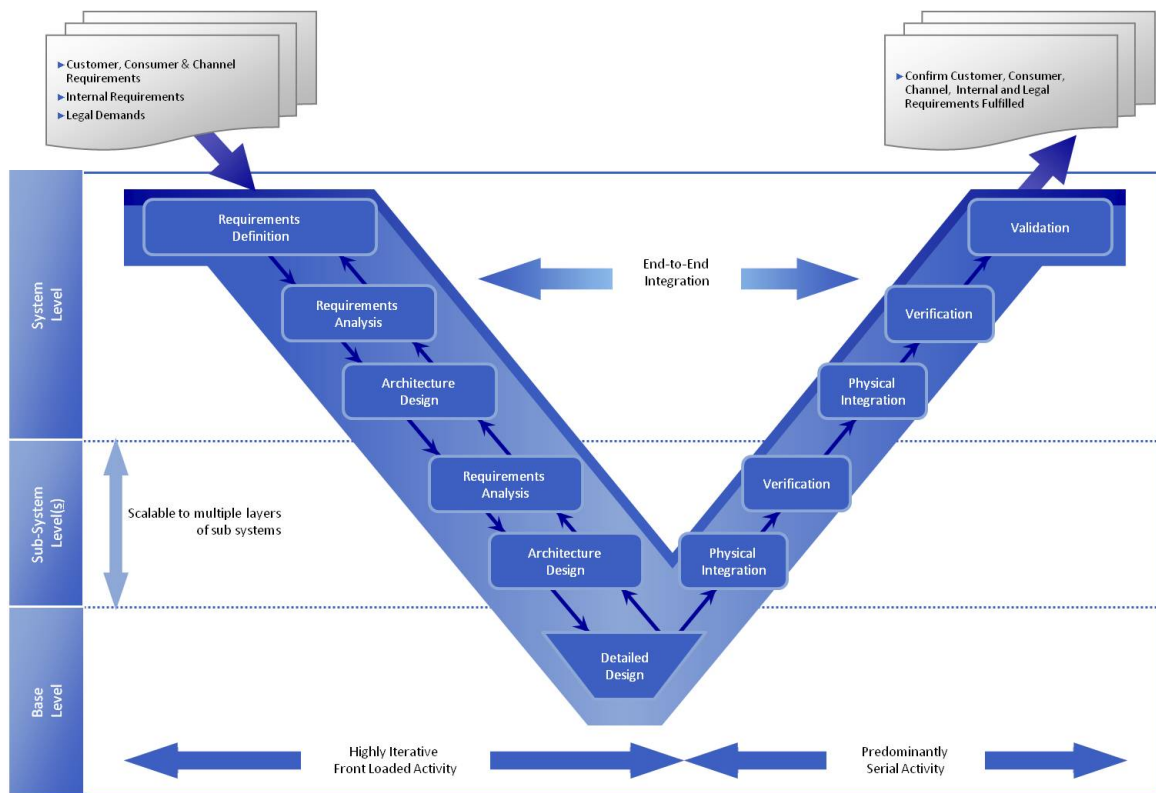 ►Customer, Consumer & Channel
Requirements
►Internal Requirements
►Legal Demands
►Confirm Customer, Consumer,
Channel, Internal and Legal
Requirements Fulfilled
System
Level
Requirements
Definition
Validation
End-to-End
Integration
Requirements
Analysis
Verification
Architecture
Design
Physical
Integration
Sub-System
Level(s)
Scalable to multiple layers
of sub systems
Requirements
Analysis
Verification
Architecture
Design
Physical
Integration
Base
Level
Detailed
Design
Highly Iterative
Front Loaded Activity
Predominantly
Serial Activity